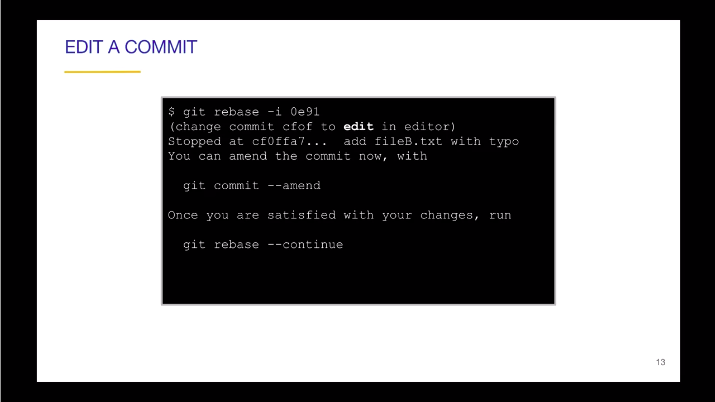 EDIT A COMMIT
$ git rebase -i 0e91
(change commit cfof to edit in editor)
Stopped at cf0ffa7... add fileB.txt with typo
You can amend the commit now, with
git commit --amend
Once you are satisfied with your changes, run
git rebase --continue
13